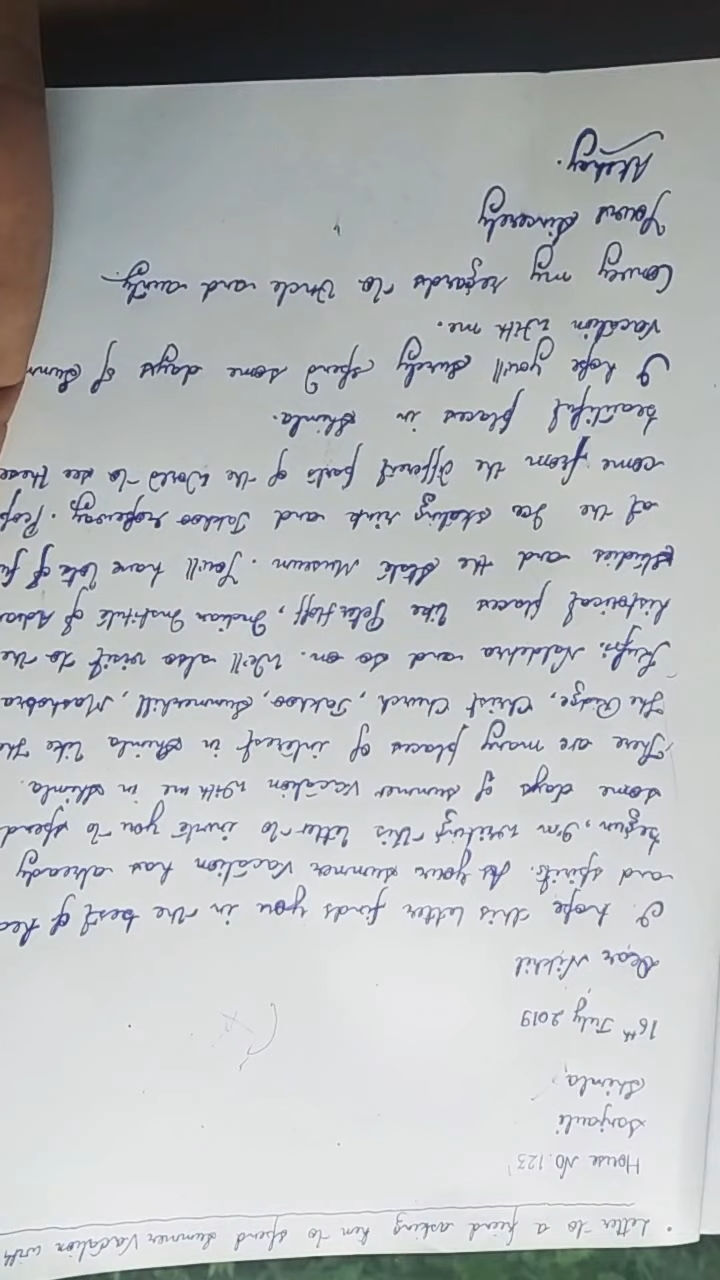 • Letter to a friend asking him to spend summer vacation with
House No. 123
Sanjauli
Shimla
16th July 2019
Dear Nikhil
I hope this letter finds you in the best of hea
and spirits. As your summer vacation has already
begun, I'm writing this letter to invite you to spend
some days of summer vacation with me in Shimla.
There are many places of interest in Shimla like The
The Ridge, Christ Church, Jakhoo, Summerhill, Mashobra
Kufri, Naldehra and so on. We'll also visit to the
historical places like Peterhoff, Indian Institute of Adva
studies and the State Museum. You'll have lots of fu
at the Ice skating rink and Jakhoo ropeway. Peop
come from the different parts of the world to see these
beautiful places in Shimla.
I hope you'll surely spend some days of Summ
vacation with me.
Convey my regards to Uncle and aunty.
Yours Sincerely
Akshay.